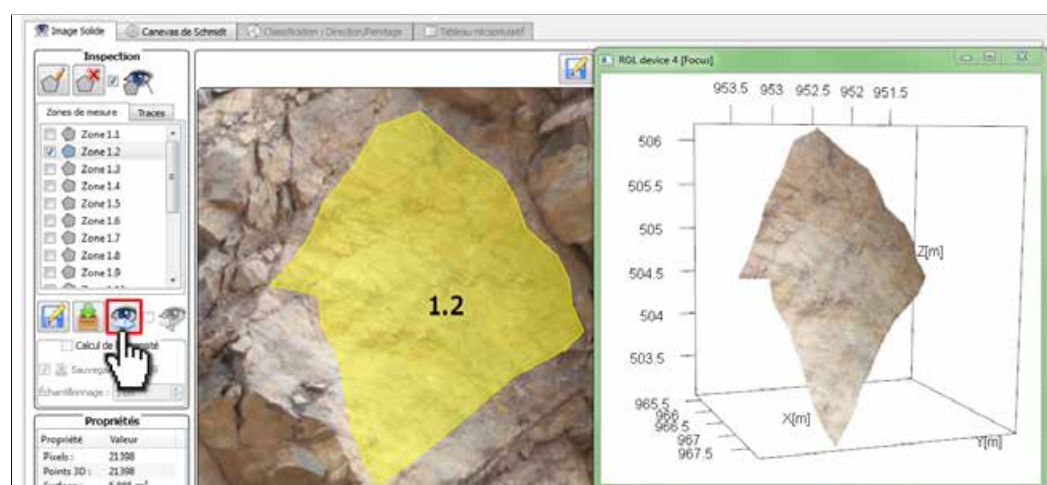 Image Solide
Canevas de Schmidt
Classification : Direction/Pendage
Tableau récapitulatif
Inspection
Zones de mesure
Traces
Zone 1.1
Zone 1.2
Zone 1.3
Zone 1.4
Zone 1.5
Zone 1.6
Zone 1.7
Zone 1.8
Zone 1.9
Calcul de
Échantillonnage :
Propriétés
Propriété Valeur
Pixels : 21398
Points 3D : 21398
1.2
RGL device 4 [Focus]
953.5 953 952.5 952 951.5
506
505.5
505
504.5
504
503.5
Z[m]
965.5
966
966.5
967
967.5
X[m]
Y[m]